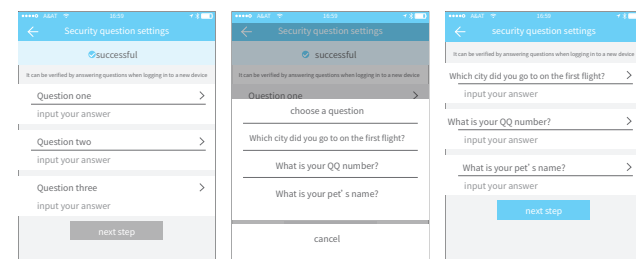 A&AT 16:50
Security question settings
successful
It can be verified by answering questions when logging in to a new device
Question one
input your answer
Question two
input your answer
Question three
input your answer
next step
A&AT 16:50
Security question settings
successful
It can be verified by answering questions when logging in to a new device
Question one
choose a question
Which city did you go to on the first flight?
What is your QQ number?
What is your pet's name?
cancel
A&AT 16:50
security question settings
It can be verified by answering questions when logging in to a new device
Which city did you go to on the first flight?
input your answer
What is your QQ number?
input your answer
What is your pet's name?
input your answer
next step